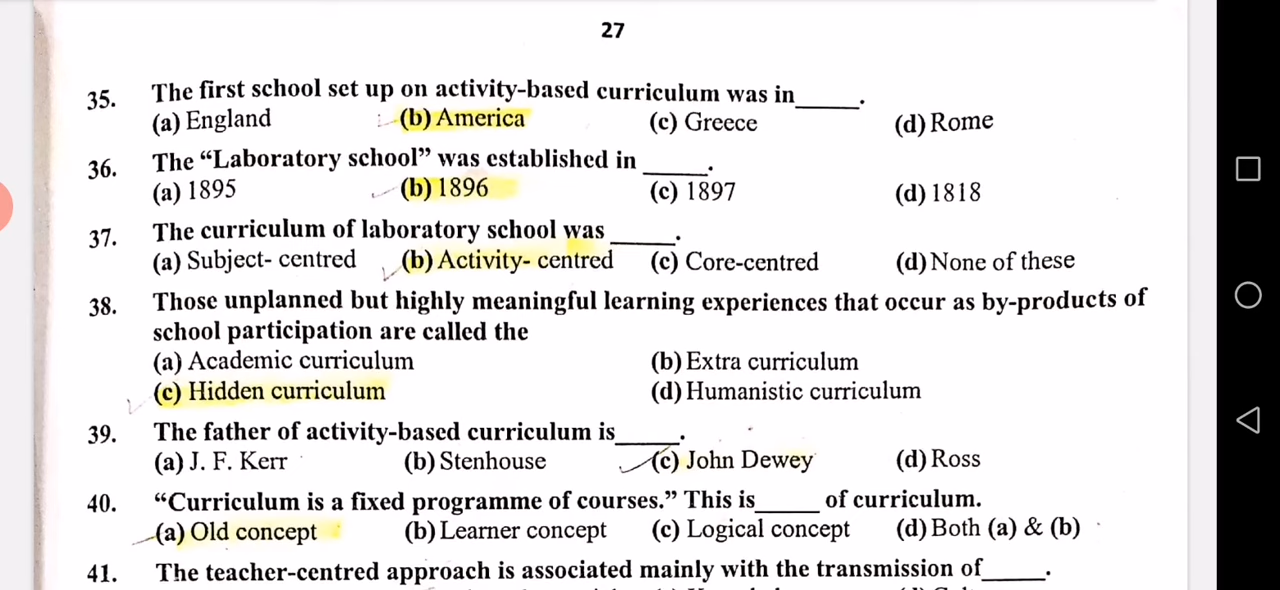 27
35. The first school set up on activity-based curriculum was in_____.
(a) England (b) America (c) Greece (d) Rome
36. The “Laboratory school” was established in _____.
(a) 1895 (b) 1896 (c) 1897 (d) 1818
37. The curriculum of laboratory school was _____.
(a) Subject- centred (b) Activity- centred (c) Core-centred (d) None of these
38. Those unplanned but highly meaningful learning experiences that occur as by-products of
school participation are called the
(a) Academic curriculum (b) Extra curriculum
(c) Hidden curriculum (d) Humanistic curriculum
39. The father of activity-based curriculum is_____.
(a) J. F. Kerr (b) Stenhouse (c) John Dewey (d) Ross
40. “Curriculum is a fixed programme of courses.” This is_____ of curriculum.
(a) Old concept (b) Learner concept (c) Logical concept (d) Both (a) & (b)
41. The teacher-centred approach is associated mainly with the transmission of_____.